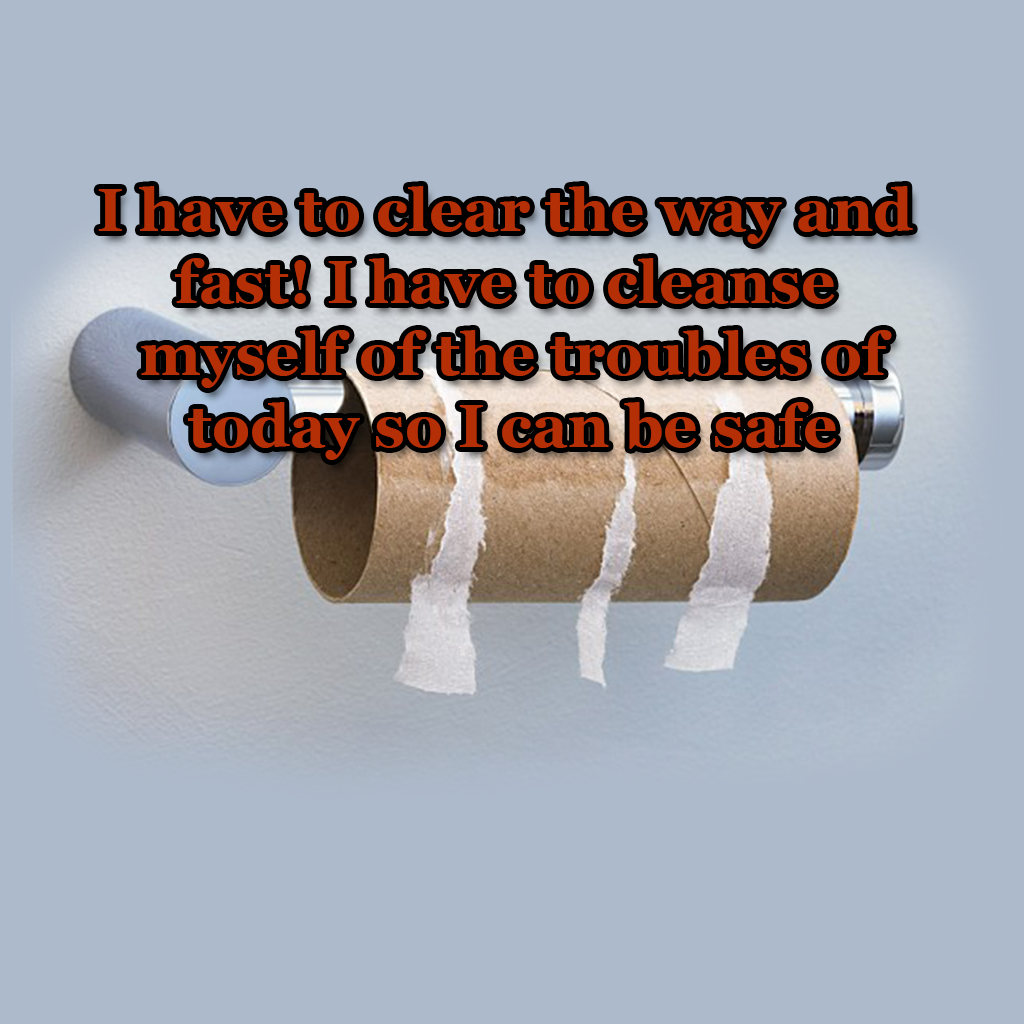 I have to clear the way and
fast! I have to cleanse
myself of the troubles of
today so I can be safe